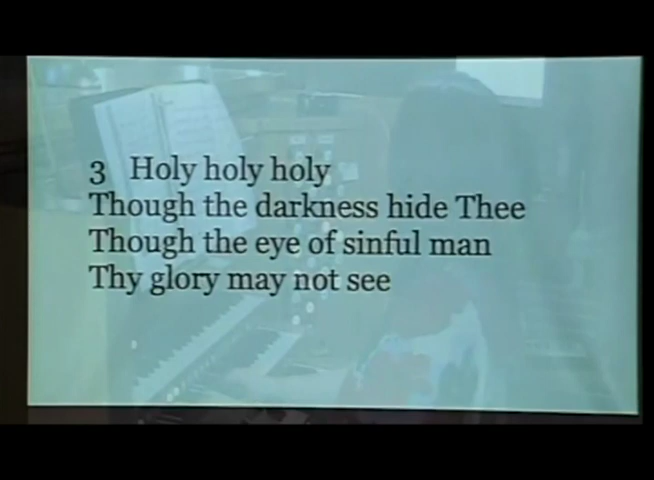 3 Holy holy holy
Though the darkness hide Thee
Though the eye of sinful man
Thy glory may not see